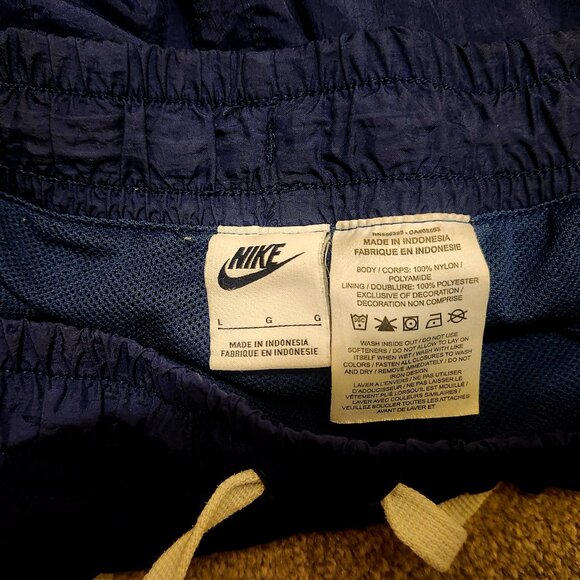 NIKE
L G G
MADE IN INDONESIA
FABRIQUE EN INDONESIE
MADE IN INDONESIA
FABRIQUE EN INDONESIE
BODY / CORPS: 100% NYLON /
POLYAMIDE
LINING / DOUBLURE: 100% POLYESTER
EXCLUSIVE OF DECORATION /
DECORATION NON COMPRISE
WASH INSIDE OUT / DO NOT USE
SOFTENERS / DO NOT ALLOW TO LAY ON
ITSELF WHEN WET / WASH WITH LIKE
COLORS / FASTEN ALL CLOSURES TO WASH
AND DRY / REMOVE IMMEDIATELY / DO NOT
IRON DESIGN
LAVER A L'ENVERS / NE PAS UTILISER
D'ADOUCISSEUR / NE PAS LAISSER LE
VÊTEMENT PLIÉ LORSQU'IL EST MOUILLÉ /
LAVER AVEC COULEURS SIMILAIRES /
VEUILLEZ BOUCLER TOUTES LES ATTACHES
AVANT DE LAVER ET